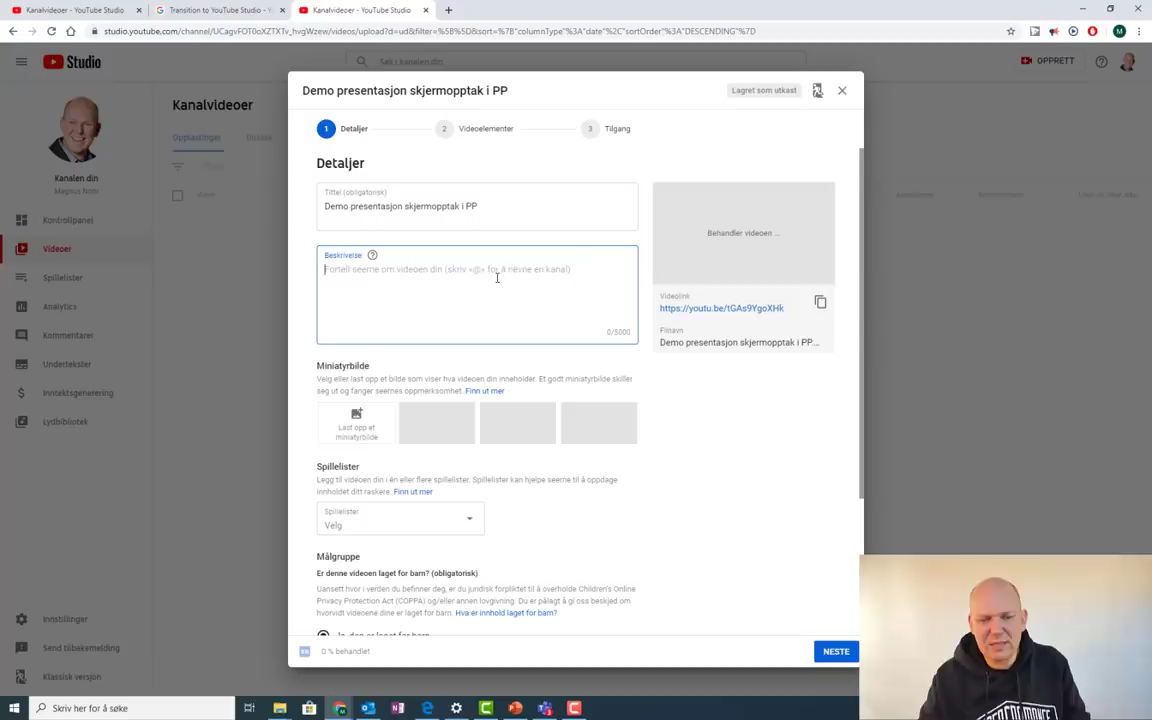 Kanalvideoer - YouTube Studio
Transition to YouTube Studio -
Kanalvideoer - YouTube Studio
studio.youtube.com/channel/UCagvFOT0oXZTXTv_hvgWzew/videos/upload?d=ud&filter=%5B%5D&sort=%7B"columnType"%3A"date"%2C"sortOrder"%3A"DESCENDING"%7D
M
Studio
Søk i kanalen din
OPPRETT
Kanalvideoer
Opplastinger
Direkte
Kanalen din
Magnus Nohr
Kontrollpanel
Videoer
Spillelister
Analytics
Kommentarer
Undertekster
Inntektsgenerering
Lydbibliotek
Innstillinger
Send tilbakemelding
Klassisk versjon
Demo presentasjon skjermopptak i PP
Lagret som utkast
1 Detaljer
2 Videoelementer
3 Tilgang
Detaljer
Tittel (obligatorisk)
Demo presentasjon skjermopptak i PP
Beskrivelse
Fortell seerne om videoen din (skriv «@» for å nevne en kanal)
0/5000
Behandler videoen ...
Videolink
https://youtu.be/tGAs9YgoXHk
Filnavn
Demo presentasjon skjermopptak i PP...
Miniatyrbilde
Velg eller last opp et bilde som viser hva videoen din inneholder. Et godt miniatyrbilde skiller
seg ut og fanger seernes oppmerksomhet. Finn ut mer
Last opp et
miniatyrbilde
Spillelister
Legg til videoen din i én eller flere spillelister. Spillelister kan hjelpe seerne til å oppdage
innholdet ditt raskere. Finn ut mer
Spillelister
Velg
Målgruppe
Er denne videoen laget for barn? (obligatorisk)
Uansett hvor i verden du befinner deg, er du juridisk forpliktet til å overholde Children's Online
Privacy Protection Act (COPPA) og/eller annen lovgivning. Du er pålagt å gi oss beskjed om
hvorvidt videoene dine er laget for barn. Hva er innhold laget for barn?
Ja, den er laget for barn
0 % behandlet
NESTE
Skriv her for å søke